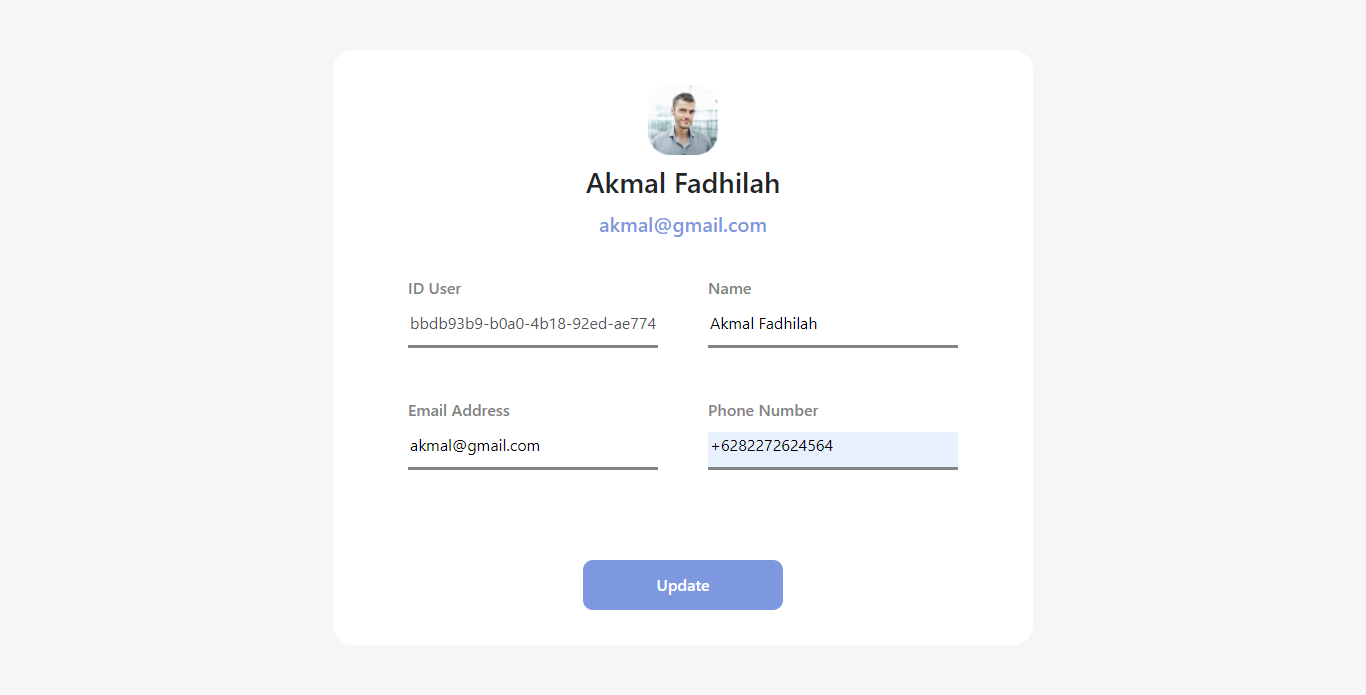 Akmal Fadhilah
akmal@gmail.com
ID User
Name
bbdb93b9-b0a0-4b18-92ed-ae774
Akmal Fadhilah
Email Address
Phone Number
akmal@gmail.com
+6282272624564
Update